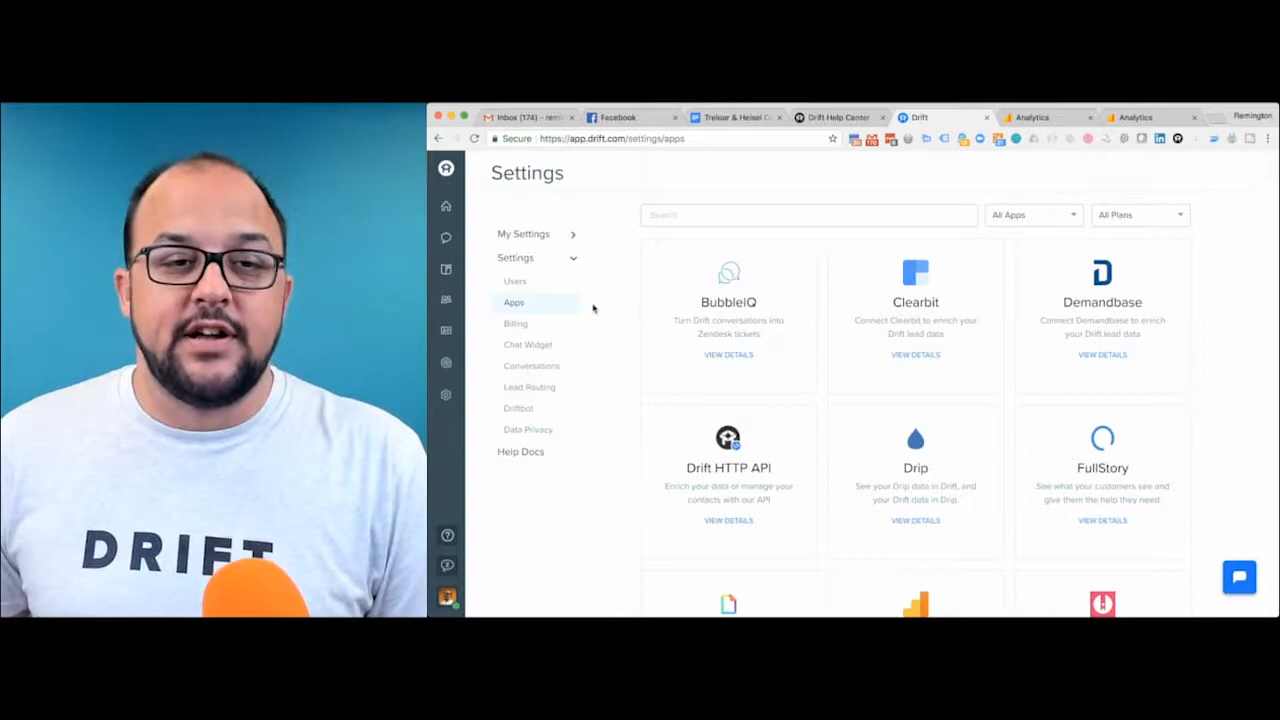 DRIFT
Inbox (174) - remi
Facebook
Treloar & Heisel C
Drift Help Center
Drift
Analytics
Analytics
Remington
Secure
https://app.drift.com/settings/apps
Settings
My Settings
Settings
Users
Apps
Billing
Chat Widget
Conversations
Lead Routing
Driftbot
Data Privacy
Help Docs
Search
All Apps
All Plans
BubbleIQ
Turn Drift conversations into
Zendesk tickets.
VIEW DETAILS
Clearbit
Connect Clearbit to enrich your
Drift lead data
VIEW DETAILS
Demandbase
Connect Demandbase to enrich
your Drift lead data
VIEW DETAILS
Drift HTTP API
Enrich your data or manage your
contacts with our API
VIEW DETAILS
Drip
See your Drip data in Drift, and
your Drift data in Drip.
VIEW DETAILS
FullStory
See what your customers see and
give them the help they need
VIEW DETAILS